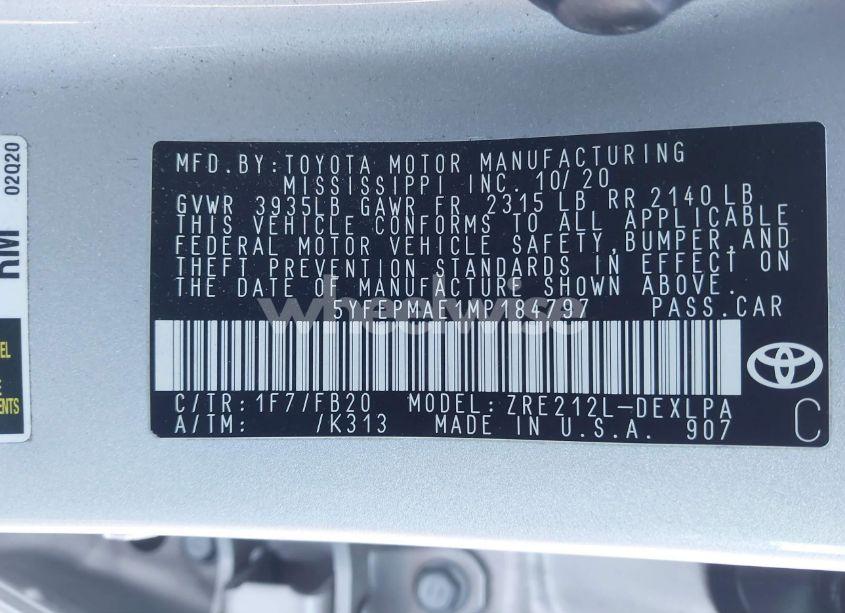 MFD.BY:TOYOTA MOTOR MANUFACTURING
MISSISSIPPI INC. 10/20
GVWR 3935LB GAWR FR 2315 LB RR 2140 LB
THIS VEHICLE CONFORMS TO ALL APPLICABLE
FEDERAL MOTOR VEHICLE SAFETY,BUMPER,AND
THEFT PREVENTION STANDARDS IN EFFECT ON
THE DATE OF MANUFACTURE SHOWN ABOVE.
PASS.CAR
wheelwise
C/TR:1F7/FB20 MODEL:ZRE212L-DEXLPA
A/TM: /K313 MADE IN U.S.A. 907
C
02Q20